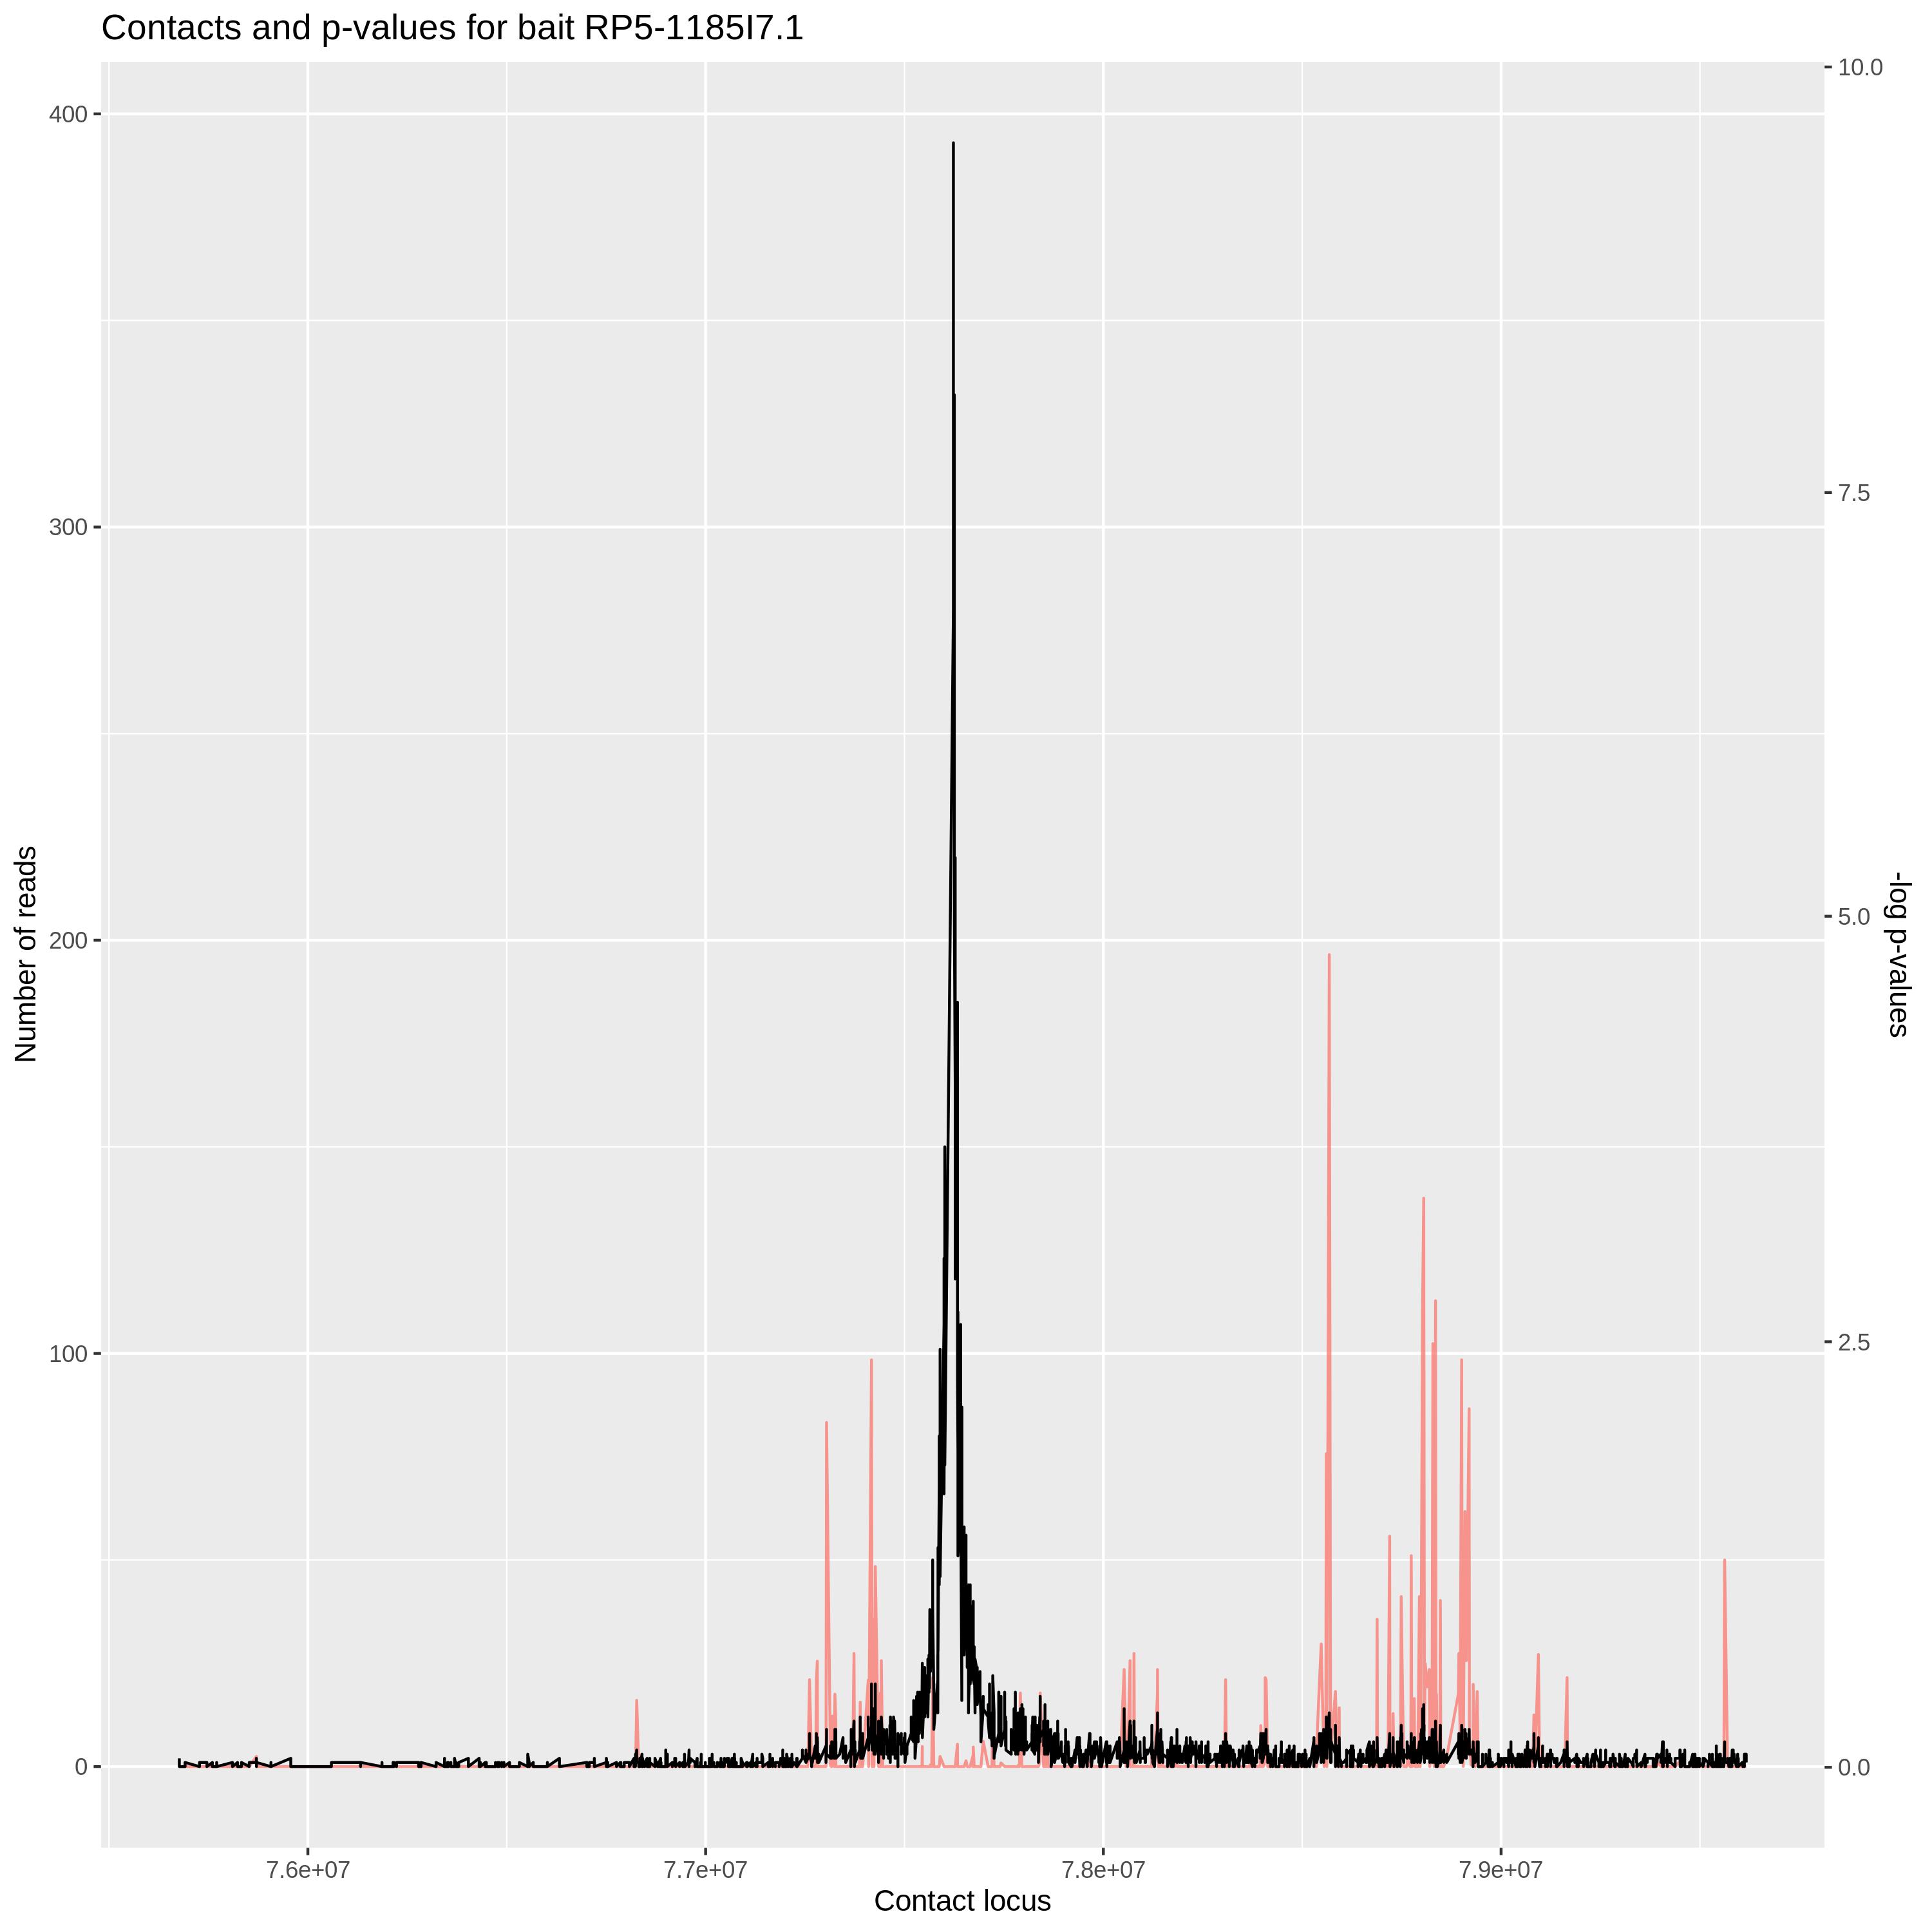 Contacts and p-values for bait RP5-1185I7.1
400
300
200
100
0
10.0
7.5
5.0
2.5
0.0
Number of reads
-log p-values
7.6e+07
7.7e+07
7.8e+07
7.9e+07
Contact locus